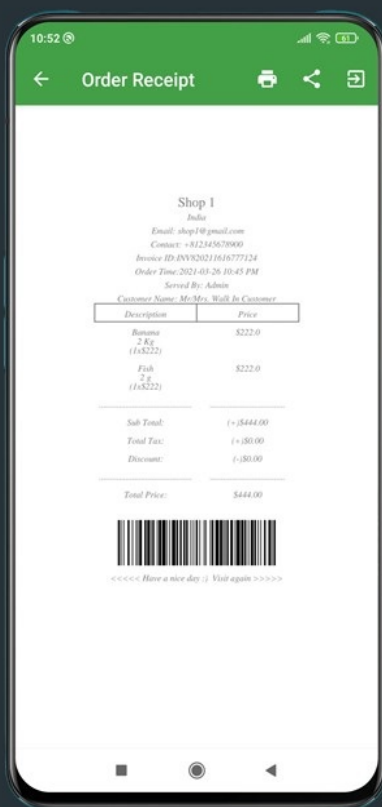 10:52
61
Order Receipt
Shop 1
India
Email: shop1@gmail.com
Contact: +812345678900
Invoice ID:INV820211616777124
Order Time:2021-03-26 10:45 PM
Served By: Admin
Customer Name: Mr/Mrs. Walk In Customer
Description Price
Banana $222.0
2 Kg
(1x$222)
Fish $222.0
2 g
(1x$222)
Sub Total: (+)$444.00
Total Tax: (+)$0.00
Discount: (-)$0.00
Total Price: $444.00
<<<<< Have a nice day :) Visit again >>>>>